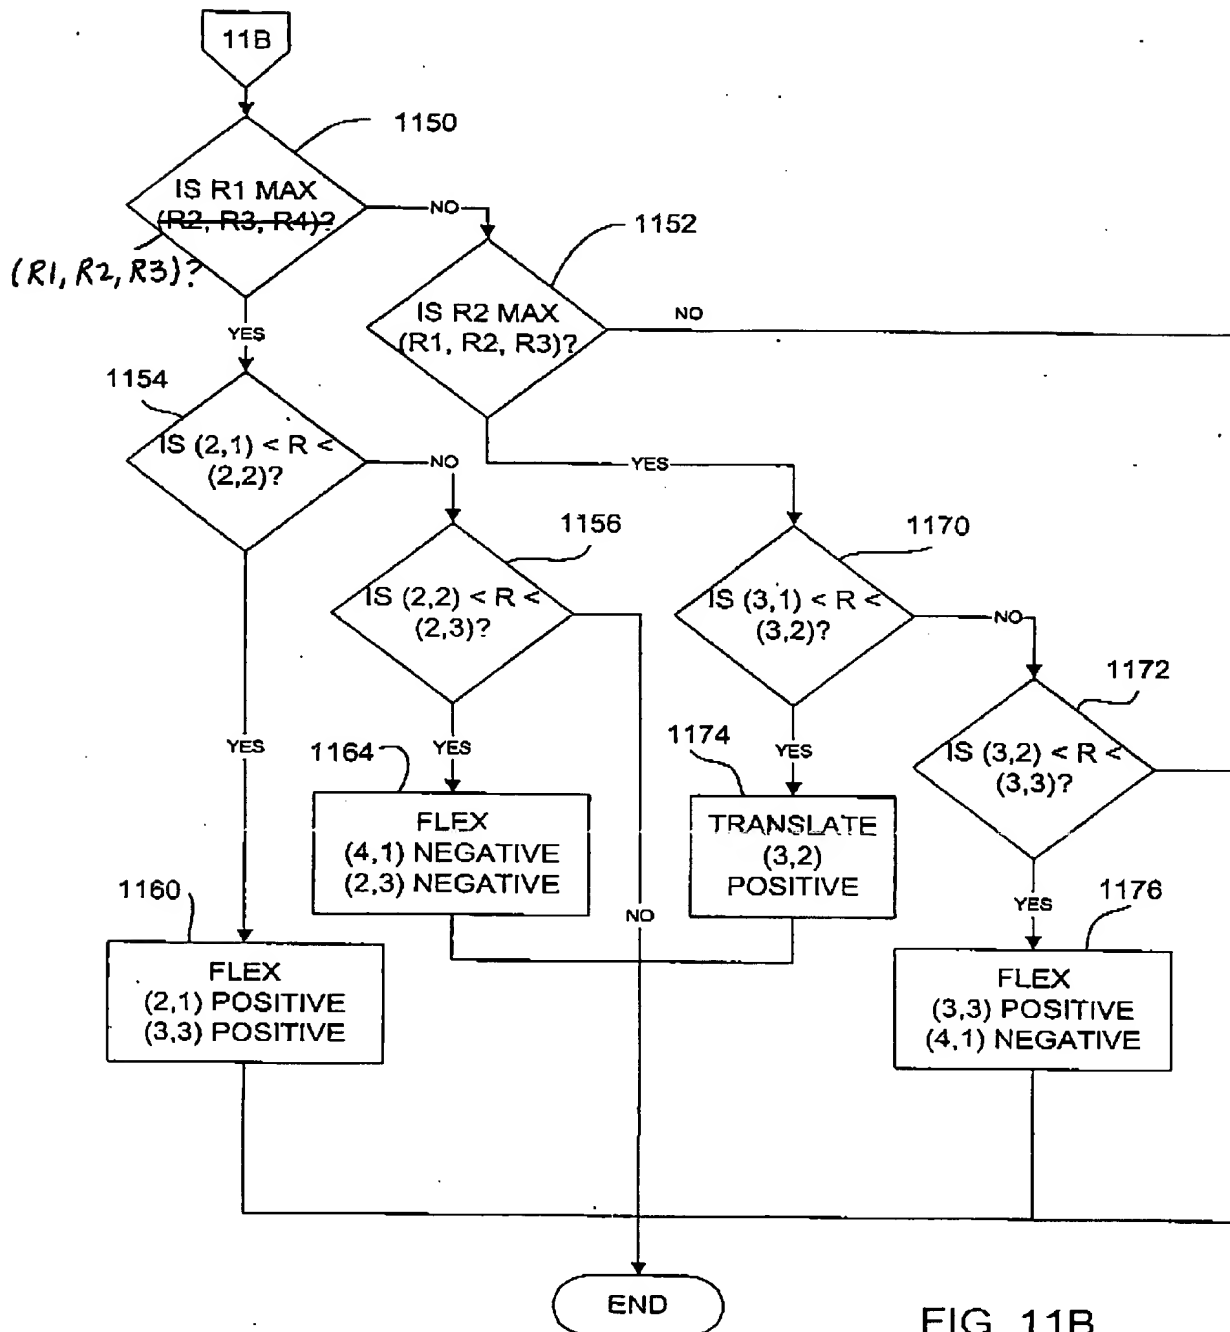 11B
1150
IS R1 MAX
(R2, R3, R4)?
(R1, R2, R3)?
NO
1152
IS R2 MAX
(R1, R2, R3)?
NO
YES
1154
IS (2,1) < R <
(2,2)?
NO
YES
1156
IS (2,2) < R <
(2,3)?
1170
IS (3,1) < R <
(3,2)?
NO
1172
IS (3,2) < R <
(3,3)?
YES
YES
YES
1164
FLEX
(4,1) NEGATIVE
(2,3) NEGATIVE
1174
TRANSLATE
(3,2)
POSITIVE
NO
YES
1160
FLEX
(2,1) POSITIVE
(3,3) POSITIVE
1176
FLEX
(3,3) POSITIVE
(4,1) NEGATIVE
END
FIG. 11B